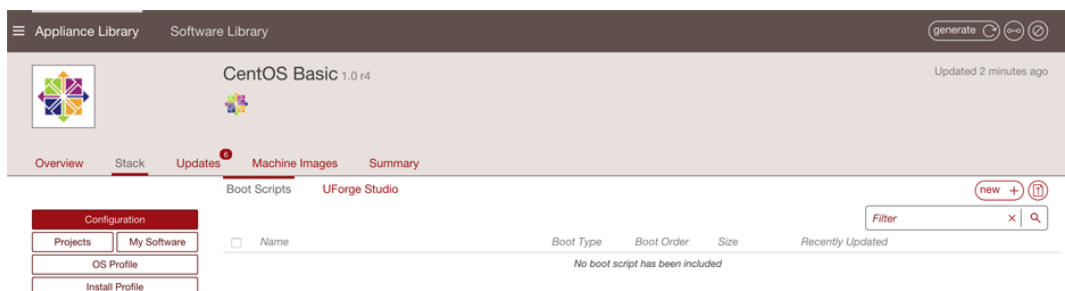 Appliance Library Software Library generate
CentOS Basic 1.0 r4 Updated 2 minutes ago
Overview Stack Updates 6 Machine Images Summary
Boot Scripts UForge Studio new +
Configuration Filter
Projects My Software Name Boot Type Boot Order Size Recently Updated
OS Profile No boot script has been included
Install Profile